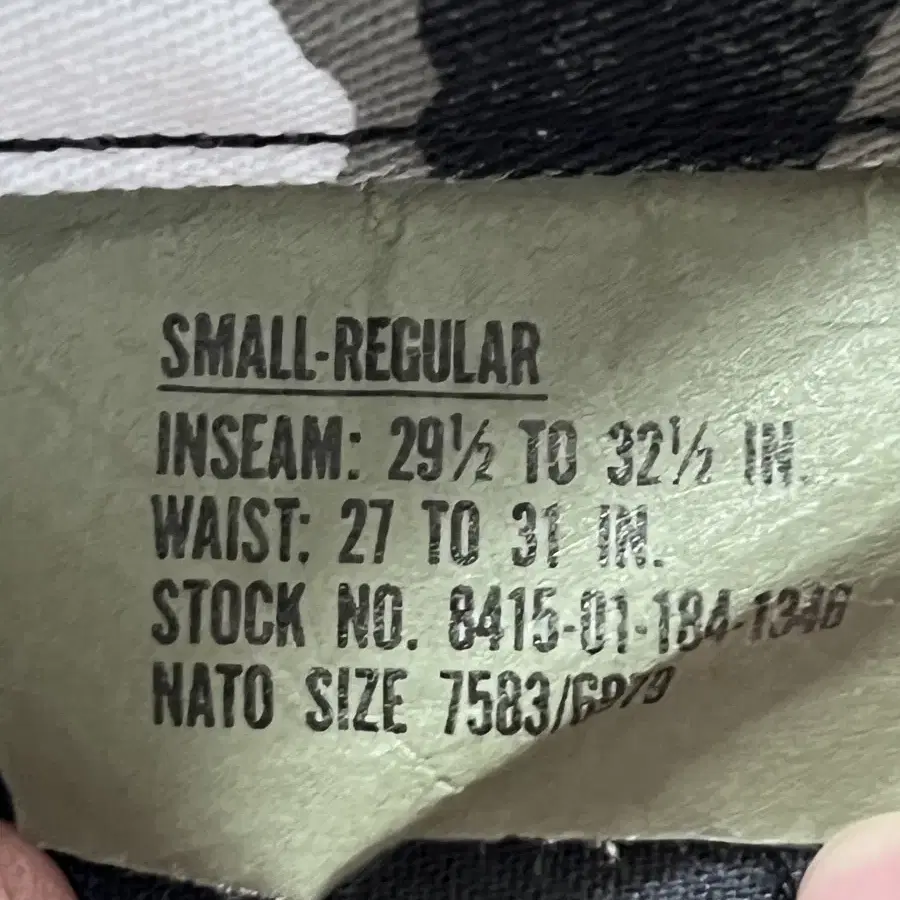 SMALL-REGULAR
INSEAM: 29½ TO 32½ IN.
WAIST: 27 TO 31 IN.
STOCK NO. 8415-01-184-1346
NATO SIZE 7583/6979